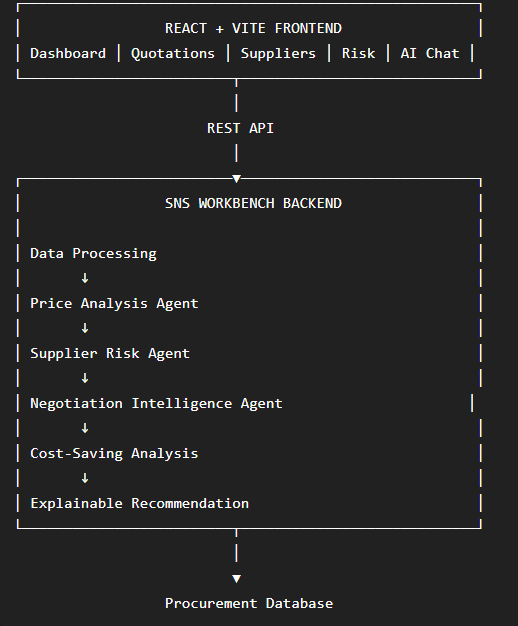 REACT + VITE FRONTEND
Dashboard | Quotations | Suppliers | Risk | AI Chat |
REST API
SNS WORKBENCH BACKEND
Data Processing
↓
Price Analysis Agent
↓
Supplier Risk Agent
↓
Negotiation Intelligence Agent
↓
Cost-Saving Analysis
↓
Explainable Recommendation
Procurement Database